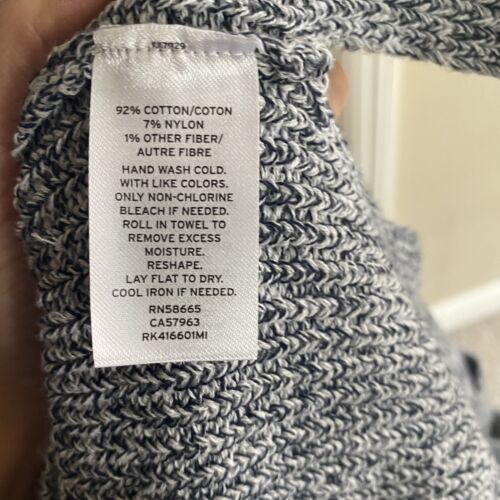 92% COTTON/COTON
7% NYLON
1% OTHER FIBER/
AUTRE FIBRE
HAND WASH COLD.
WITH LIKE COLORS.
ONLY NON-CHLORINE
BLEACH IF NEEDED.
ROLL IN TOWEL TO
REMOVE EXCESS
MOISTURE.
RESHAPE.
LAY FLAT TO DRY.
COOL IRON IF NEEDED.
RN58665
CA57963
RK416601MI